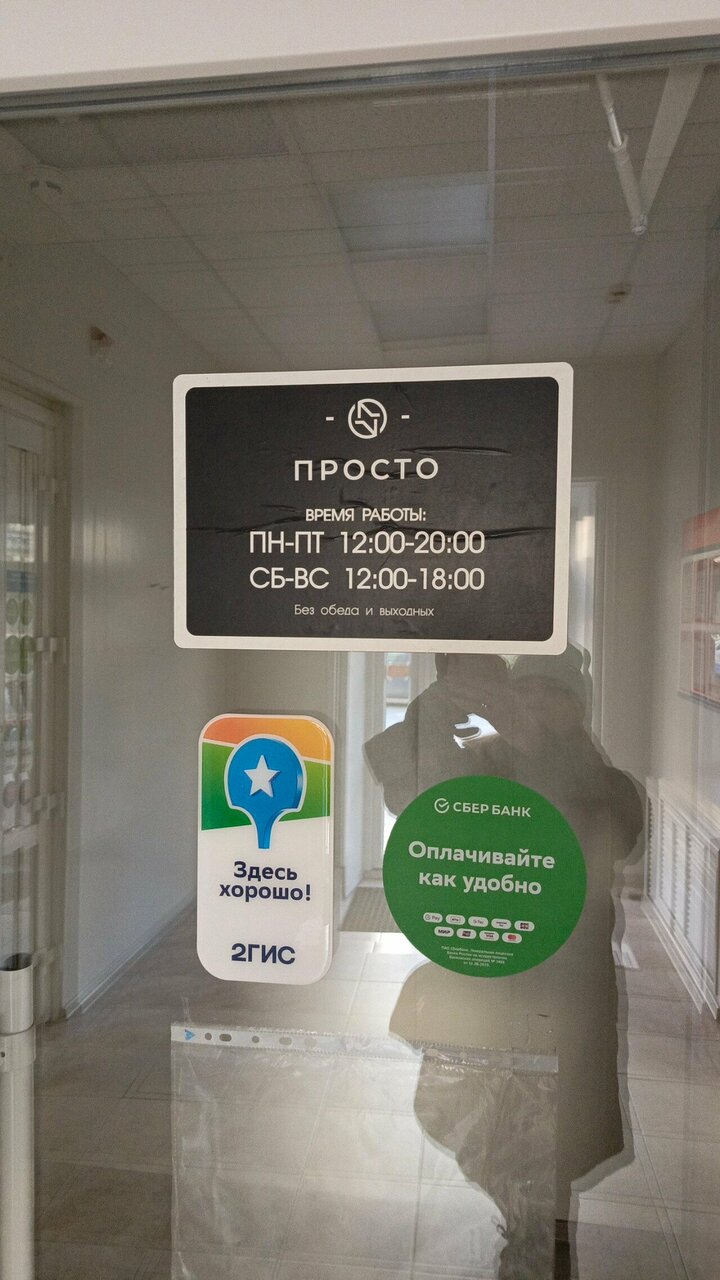 ПРОСТО
ВРЕМЯ РАБОТЫ:
ПН-ПТ 12:00-20:00
СБ-ВС 12:00-18:00
Без обеда и выходных
Здесь
хорошо!
2ГИС
СБЕР БАНК
Оплачивайте
как удобно
МИР